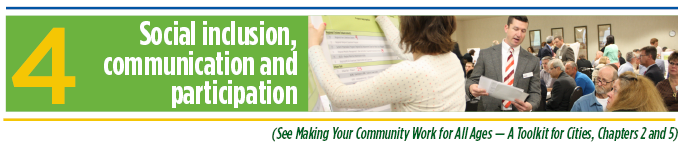 4
Social inclusion,
communication and
participation
(See Making Your Community Work for All Ages — A Toolkit for Cities, Chapters 2 and 5)